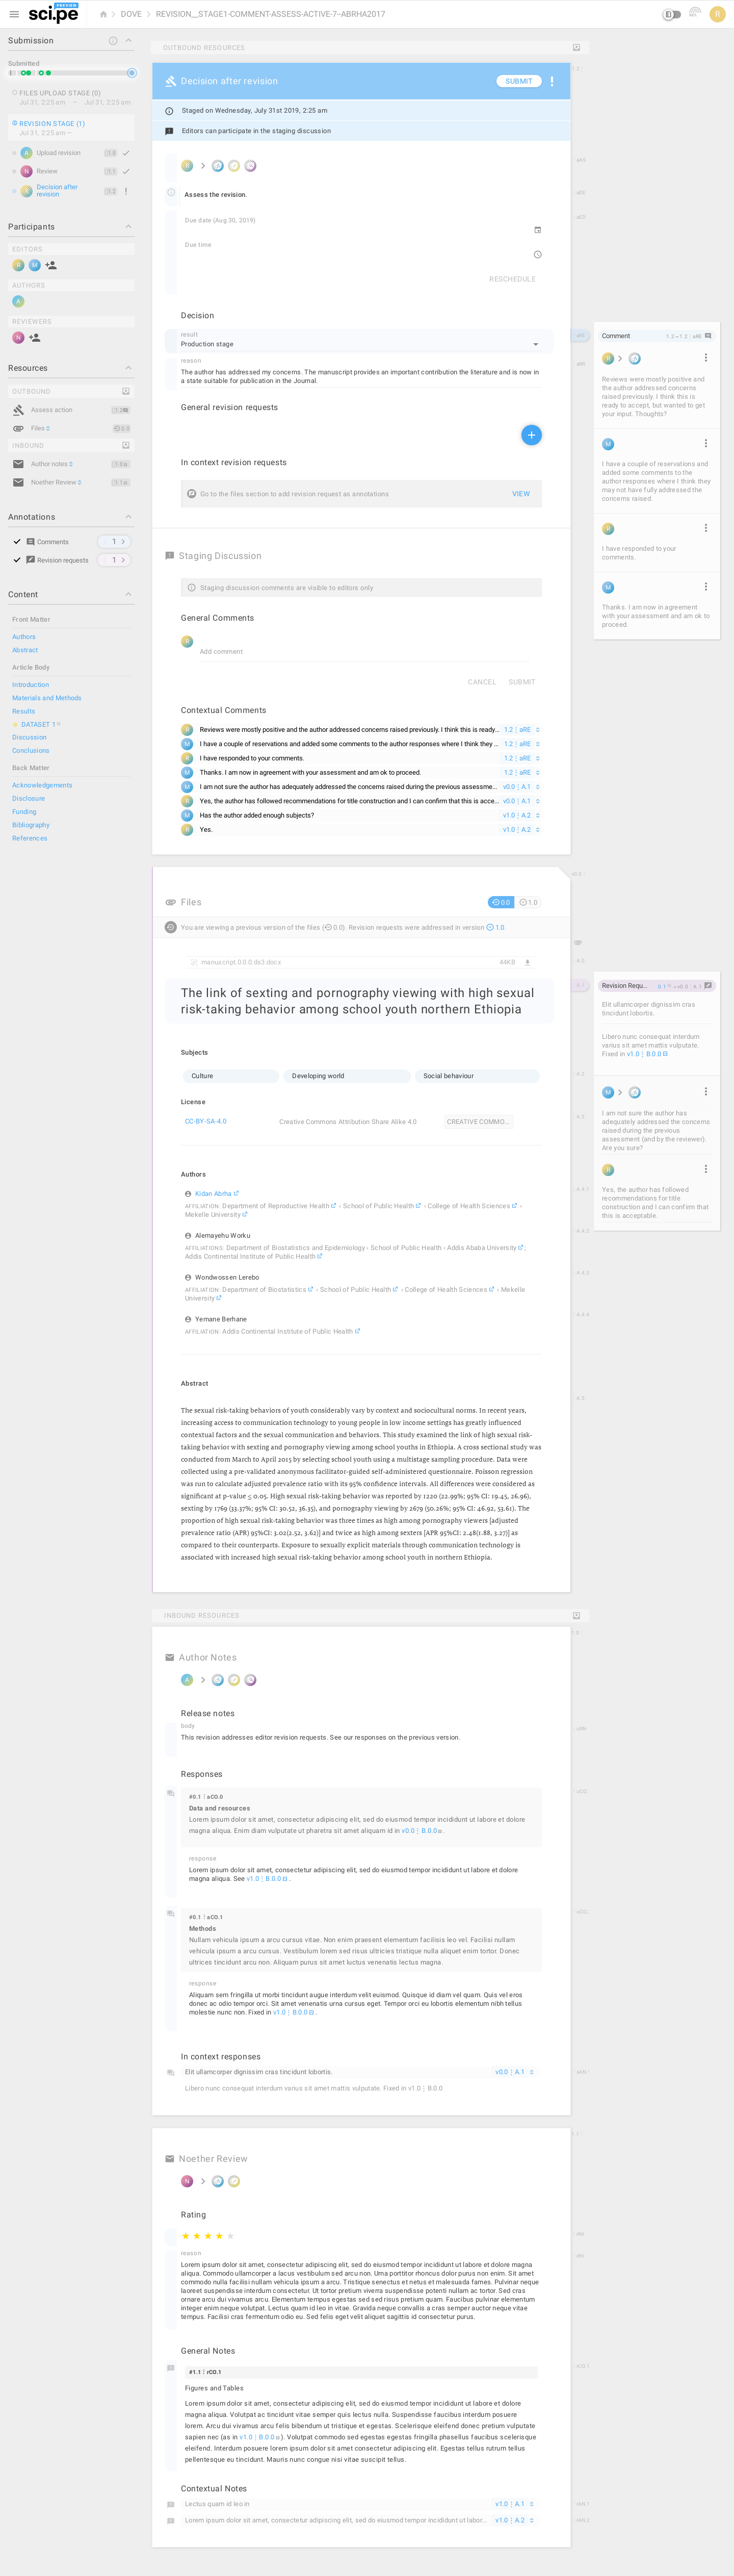 sci.pe
PREVIEW
DOVE
REVISION__STAGE1-COMMENT-ASSESS-ACTIVE-7--ABRHA2017
R
Submission
Submitted
FILES UPLOAD STAGE (0)
Jul 31, 2:25 am — Jul 31, 2:25 am
REVISION STAGE (1)
Jul 31, 2:25 am —
A Upload revision 1.0
N Review 1.1
R Decision after revision 1.2
Participants
EDITORS
R M
AUTHORS
A
REVIEWERS
N
Resources
OUTBOUND
Assess action
Files 0.0
INBOUND
Author notes 1.0
Noether Review 1.1
Annotations
Comments 1
Revision requests 1
Content
Front Matter
Authors
Abstract
Article Body
Introduction
Materials and Methods
Results
DATASET 1
Discussion
Conclusions
Back Matter
Acknowledgements
Disclosure
Funding
Bibliography
References
OUTBOUND RESOURCES
Decision after revision
SUBMIT
Staged on Wednesday, July 31st 2019, 2:25 am
Editors can participate in the staging discussion
R
Assess the revision.
Due date (Aug 30, 2019)
Due time
RESCHEDULE
Decision
result
Production stage
reason
The author has addressed my concerns. The manuscript provides an important contribution the literature and is now in
a state suitable for publication in the Journal.
General revision requests
In context revision requests
Go to the files section to add revision request as annotations
VIEW
Staging Discussion
Staging discussion comments are visible to editors only
General Comments
R
Add comment
CANCEL SUBMIT
Contextual Comments
R Reviews were mostly positive and the author addressed concerns raised previously. I think this is ready... 1.2 ⋮ aRE
M I have a couple of reservations and added some comments to the author responses where I think they ... 1.2 ⋮ aRE
R I have responded to your comments. 1.2 ⋮ aRE
M Thanks. I am now in agreement with your assessment and am ok to proceed. 1.2 ⋮ aRE
M I am not sure the author has adequately addressed the concerns raised during the previous assessme... v0.0 ⋮ A.1
R Yes, the author has followed recommendations for title construction and I can confirm that this is acce... v0.0 ⋮ A.1
M Has the author added enough subjects? v1.0 ⋮ A.2
R Yes. v1.0 ⋮ A.2
Comment 1.2→1.2 ⋮ aRE
R
Reviews were mostly positive and
the author addressed concerns
raised previously. I think this is
ready to accept, but wanted to get
your input. Thoughts?
M
I have a couple of reservations and
added some comments to the
author responses where I think they
may not have fully addressed the
concerns raised.
R
I have responded to your
comments.
M
Thanks. I am now in agreement
with your assessment and am ok to
proceed.
Files
0.0 1.0
You are viewing a previous version of the files (0.0). Revision requests were addressed in version 1.0.
manuscript.0.0.0.ds3.docx 44KB
The link of sexting and pornography viewing with high sexual
risk-taking behavior among school youth northern Ethiopia
Subjects
Culture Developing world Social behaviour
License
CC-BY-SA-4.0 Creative Commons Attribution Share Alike 4.0 CREATIVE COMMO...
Authors
Kidan Abrha
AFFILIATION: Department of Reproductive Health › School of Public Health › College of Health Sciences ›
Mekelle University
Alemayehu Worku
AFFILIATIONS: Department of Biostatistics and Epidemiology › School of Public Health › Addis Ababa University;
Addis Continental Institute of Public Health
Wondwossen Lerebo
AFFILIATION: Department of Biostatistics › School of Public Health › College of Health Sciences › Mekelle
University
Yemane Berhane
AFFILIATION: Addis Continental Institute of Public Health
Abstract
The sexual risk-taking behaviors of youth considerably vary by context and sociocultural norms. In recent years,
increasing access to communication technology to young people in low income settings has greatly influenced
contextual factors and the sexual communication and behaviors. This study examined the link of high sexual risk-
taking behavior with sexting and pornography viewing among school youths in Ethiopia. A cross sectional study was
conducted from March to April 2015 by selecting school youth using a multistage sampling procedure. Data were
collected using a pre-validated anonymous facilitator-guided self-administered questionnaire. Poisson regression
was run to calculate adjusted prevalence ratio with its 95% confidence intervals. All differences were considered as
significant at p-value ≤ 0.05. High sexual risk-taking behavior was reported by 1220 (22.99%; 95% CI: 19.45, 26.96),
sexting by 1769 (33.37%; 95% CI: 30.52, 36.35), and pornography viewing by 2679 (50.26%; 95% CI: 46.92, 53.61). The
proportion of high sexual risk-taking behavior was three times as high among pornography viewers [adjusted
prevalence ratio (APR) 95%CI: 3.02(2.52, 3.62)] and twice as high among sexters [APR 95%CI: 2.48(1.88, 3.27)] as
compared to their counterparts. Exposure to sexually explicit materials through communication technology is
associated with increased high sexual risk-taking behavior among school youth in northern Ethiopia.
Revision Requ...
Elit ullamcorper dignissim cras
tincidunt lobortis.
Libero nunc consequat interdum
varius sit amet mattis vulputate.
Fixed in v1.0 ⋮ B.0.0
M
I am not sure the author has
adequately addressed the concerns
raised during the previous
assessment (and by the reviewer).
Are you sure?
R
Yes, the author has followed
recommendations for title
construction and I can confirm that
this is acceptable.
INBOUND RESOURCES
Author Notes
A
Release notes
body
This revision addresses editor revision requests. See our responses on the previous version.
Responses
#0.1 ⋮ aCO.0
Data and resources
Lorem ipsum dolor sit amet, consectetur adipiscing elit, sed do eiusmod tempor incididunt ut labore et dolore
magna aliqua. Enim diam vulputate ut pharetra sit amet aliquam id in v0.0 ⋮ B.0.0.
response
Lorem ipsum dolor sit amet, consectetur adipiscing elit, sed do eiusmod tempor incididunt ut labore et dolore
magna aliqua. See v1.0 ⋮ B.0.0.
#0.1 ⋮ aCO.1
Methods
Nullam vehicula ipsum a arcu cursus vitae. Non enim praesent elementum facilisis leo vel. Facilisi nullam
vehicula ipsum a arcu cursus. Vestibulum lorem sed risus ultricies tristique nulla aliquet enim tortor. Donec
ultrices tincidunt arcu non. Aliquam purus sit amet luctus venenatis lectus magna.
response
Aliquam sem fringilla ut morbi tincidunt augue interdum velit euismod. Quisque id diam vel quam. Quis vel eros
donec ac odio tempor orci. Sit amet venenatis urna cursus eget. Tempor orci eu lobortis elementum nibh tellus
molestie nunc non. Fixed in v1.0 ⋮ B.0.0.
In context responses
Elit ullamcorper dignissim cras tincidunt lobortis. v0.0 ⋮ A.1
Libero nunc consequat interdum varius sit amet mattis vulputate. Fixed in v1.0 ⋮ B.0.0
Noether Review
N
Rating
reason
Lorem ipsum dolor sit amet, consectetur adipiscing elit, sed do eiusmod tempor incididunt ut labore et dolore magna
aliqua. Commodo ullamcorper a lacus vestibulum sed arcu non. Urna porttitor rhoncus dolor purus non enim. Sit amet
commodo nulla facilisi nullam vehicula ipsum a arcu. Tristique senectus et netus et malesuada fames. Pulvinar neque
laoreet suspendisse interdum consectetur. Ut tortor pretium viverra suspendisse potenti nullam ac tortor. Sed cras
ornare arcu dui vivamus arcu. Elementum tempus egestas sed sed risus pretium quam. Faucibus pulvinar elementum
integer enim neque volutpat. Lectus quam id leo in vitae. Gravida neque convallis a cras semper auctor neque vitae
tempus. Facilisi cras fermentum odio eu. Sed felis eget velit aliquet sagittis id consectetur purus.
General Notes
#1.1 ⋮ rCO.1
Figures and Tables
Lorem ipsum dolor sit amet, consectetur adipiscing elit, sed do eiusmod tempor incididunt ut labore et dolore
magna aliqua. Volutpat ac tincidunt vitae semper quis lectus nulla. Suspendisse faucibus interdum posuere
lorem. Arcu dui vivamus arcu felis bibendum ut tristique et egestas. Scelerisque eleifend donec pretium vulputate
sapien nec (as in v1.0 ⋮ B.0.0). Volutpat commodo sed egestas egestas fringilla phasellus faucibus scelerisque
eleifend. Interdum posuere lorem ipsum dolor sit amet consectetur adipiscing elit. Egestas tellus rutrum tellus
pellentesque eu tincidunt. Mauris nunc congue nisi vitae suscipit tellus.
Contextual Notes
Lectus quam id leo in v1.0 ⋮ A.1
Lorem ipsum dolor sit amet, consectetur adipiscing elit, sed do eiusmod tempor incididunt ut labor... v1.0 ⋮ A.2